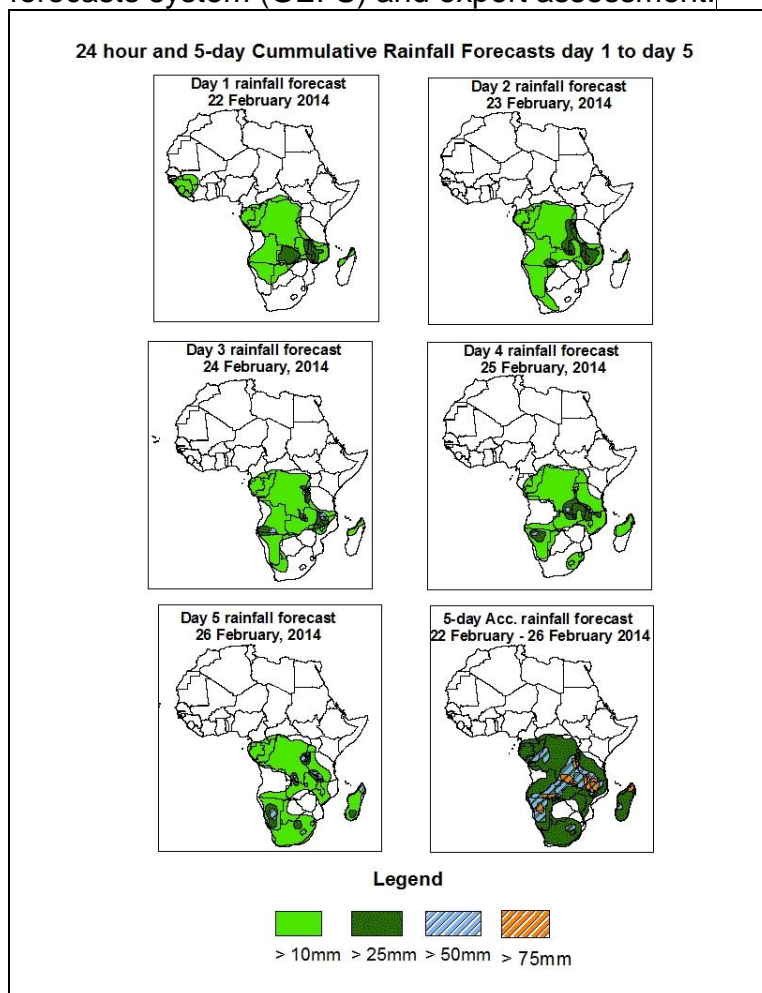 forecasts system (GEFS) and expert assessment.
24 hour and 5-day Cummulative Rainfall Forecasts day 1 to day 5
Day 1 rainfall forecast
22 February 2014
Day 2 rainfall forecast
23 February, 2014
Day 3 rainfall forecast
24 February, 2014
Day 4 rainfall forecast
25 February, 2014
Day 5 rainfall forecast
26 February, 2014
5-day Acc. rainfall forecast
22 February - 26 February 2014
Legend
> 10mm > 25mm > 50mm > 75mm